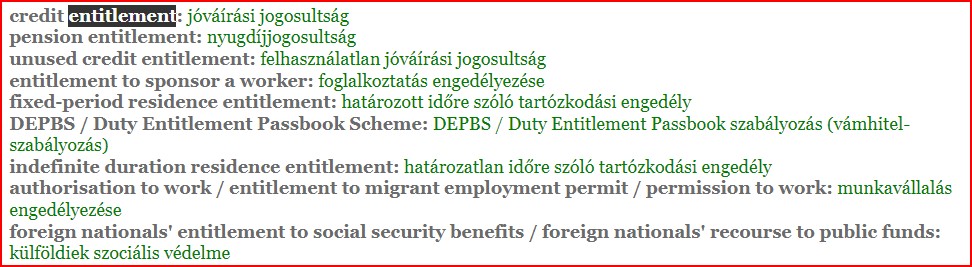 credit entitlement: jóváírási jogosultság
pension entitlement: nyugdíjjogosultság
unused credit entitlement: felhasználatlan jóváírási jogosultság
entitlement to sponsor a worker: foglalkoztatás engedélyezése
fixed-period residence entitlement: határozott időre szóló tartózkodási engedély
DEPBS / Duty Entitlement Passbook Scheme: DEPBS / Duty Entitlement Passbook szabályozás (vámhitel-
szabályozás)
indefinite duration residence entitlement: határozatlan időre szóló tartózkodási engedély
authorisation to work / entitlement to migrant employment permit / permission to work: munkavállalás
engedélyezése
foreign nationals' entitlement to social security benefits / foreign nationals' recourse to public funds:
külföldiek szociális védelme